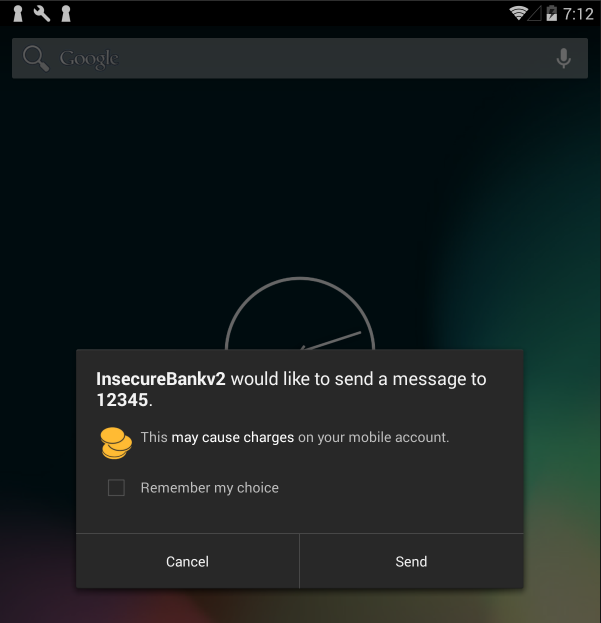 7:12
Google
InsecureBankv2 would like to send a message to
12345.
This may cause charges on your mobile account.
Remember my choice
Cancel
Send